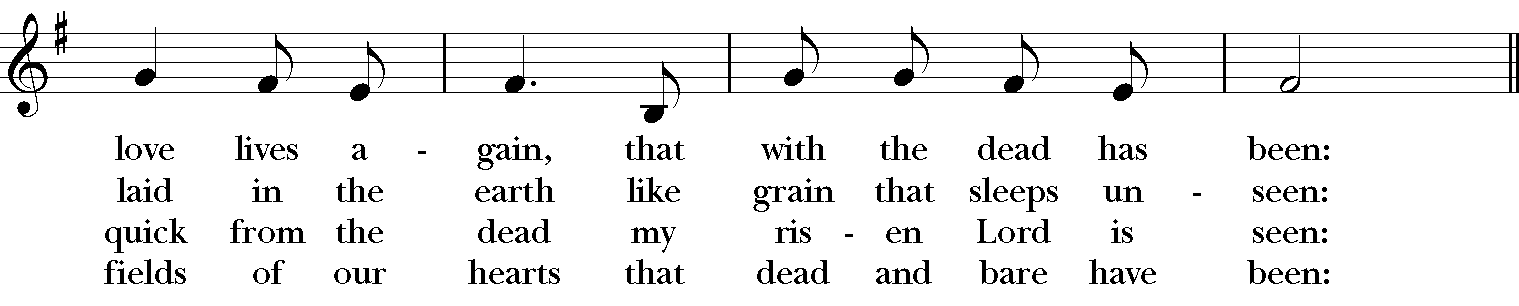 love lives a - gain, that with the dead has been:
laid in the earth like grain that sleeps un - seen:
quick from the dead my ris - en Lord is seen:
fields of our hearts that dead and bare have been: